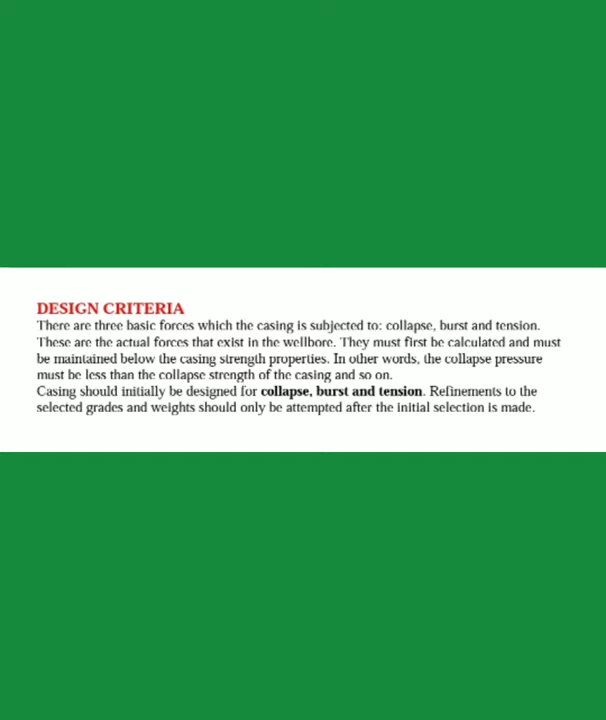 DESIGN CRITERIA
There are three basic forces which the casing is subjected to: collapse, burst and tension.
These are the actual forces that exist in the wellbore. They must first be calculated and must
be maintained below the casing strength properties. In other words, the collapse pressure
must be less than the collapse strength of the casing and so on.
Casing should initially be designed for collapse, burst and tension. Refinements to the
selected grades and weights should only be attempted after the initial selection is made.